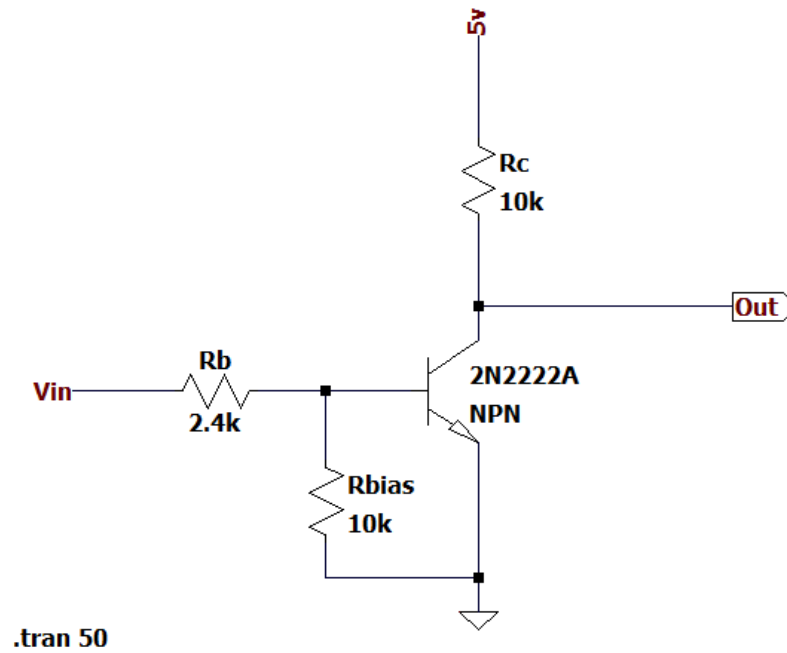 5v
Rc
10k
Out
Rb
2N2222A
Vin
2.4k
NPN
Rbias
10k
.tran 50